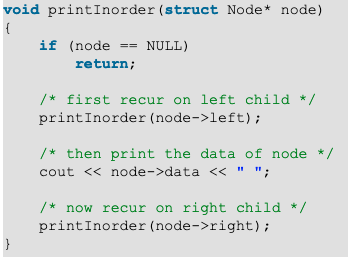 void printInorder(struct Node* node)
{
    if (node == NULL)
        return;
    /* first recur on left child */
    printInorder(node->left);
    /* then print the data of node */
    cout << node->data << " ";
    /* now recur on right child */
    printInorder(node->right);
}